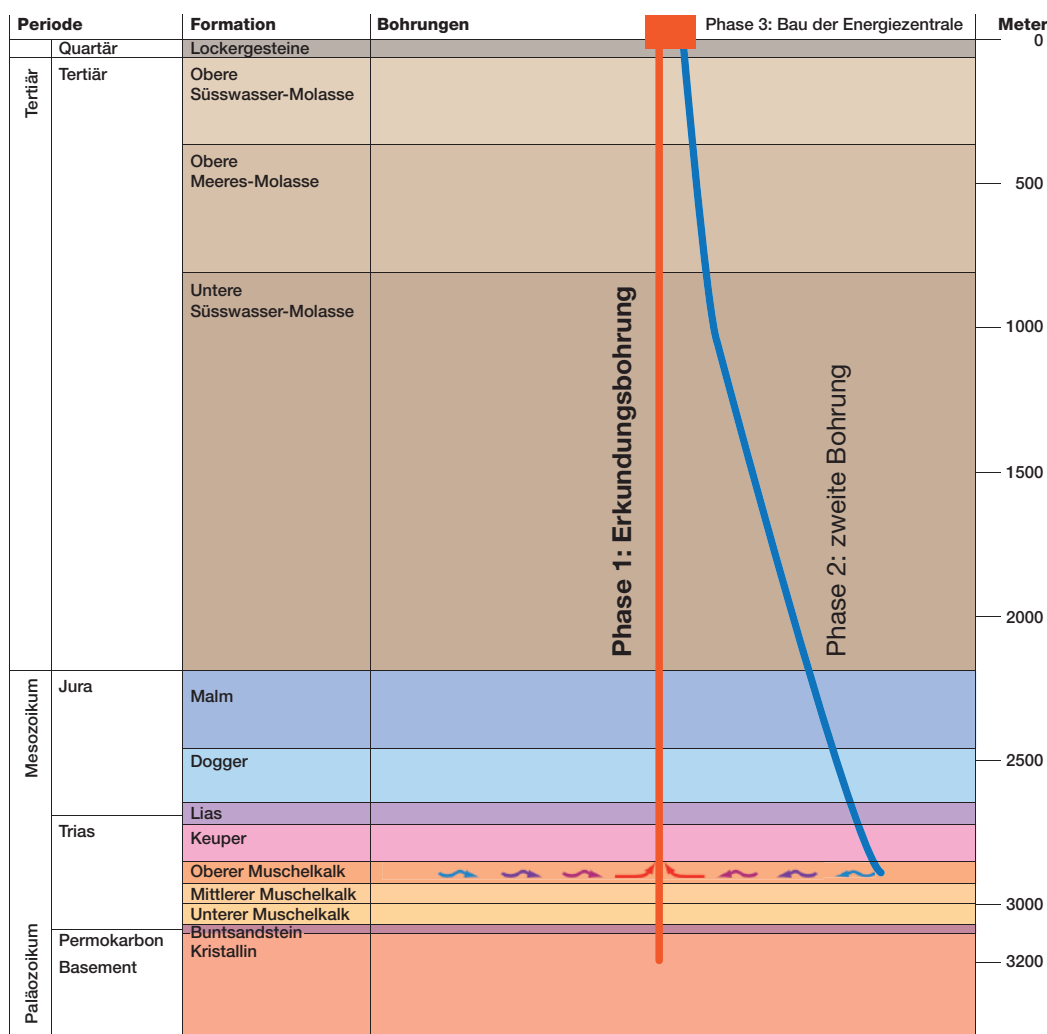 Periode
Formation
Bohrungen
Phase 3: Bau der Energiezentrale
Meter
0
Quartär
Lockergesteine
Tertiär
Tertiär
Obere
Süsswasser-Molasse
Obere
Meeres-Molasse
500
Untere
Süsswasser-Molasse
Phase 1: Erkundungsbohrung
1000
Phase 2: zweite Bohrung
1500
2000
Mesozoikum
Jura
Malm
Dogger
2500
Lias
Trias
Keuper
Oberer Muschelkalk
Mittlerer Muschelkalk
3000
Unterer Muschelkalk
Buntsandstein
Paläozoikum
Permokarbon
Kristallin
Basement
3200